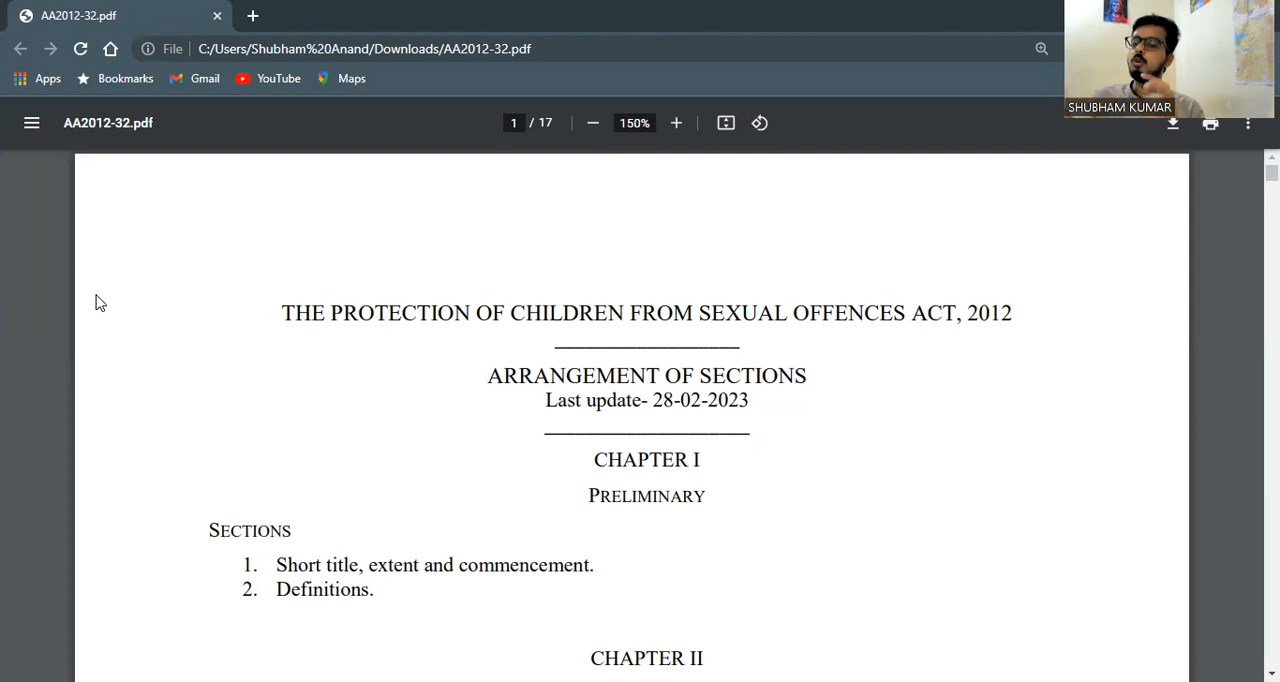 AA2012-32.pdf
File C:/Users/Shubham%20Anand/Downloads/AA2012-32.pdf
Apps Bookmarks Gmail YouTube Maps
SHUBHAM KUMAR
AA2012-32.pdf 1 / 17 150%
THE PROTECTION OF CHILDREN FROM SEXUAL OFFENCES ACT, 2012
ARRANGEMENT OF SECTIONS
Last update- 28-02-2023
CHAPTER I
PRELIMINARY
SECTIONS
1. Short title, extent and commencement.
2. Definitions.
CHAPTER II